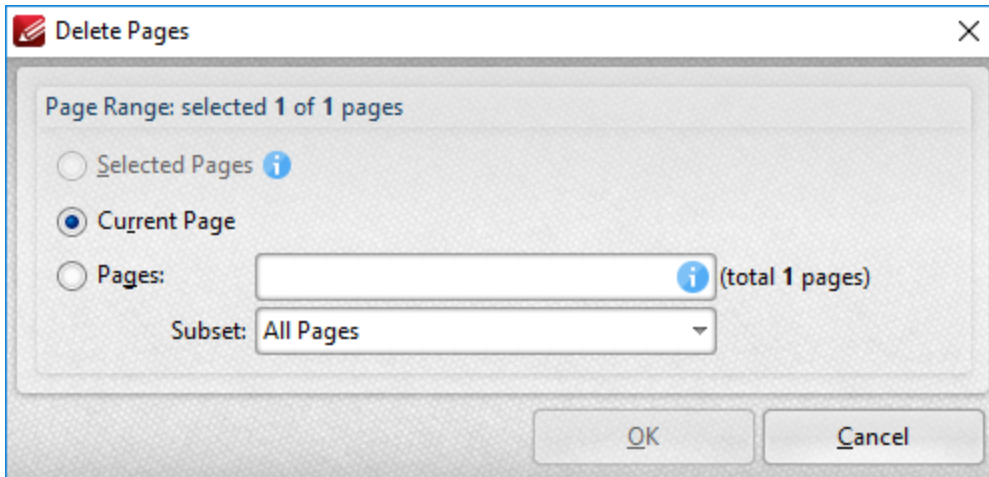 Delete Pages
Page Range: selected 1 of 1 pages
Selected Pages
Current Page
Pages: (total 1 pages)
Subset: All Pages
OK Cancel